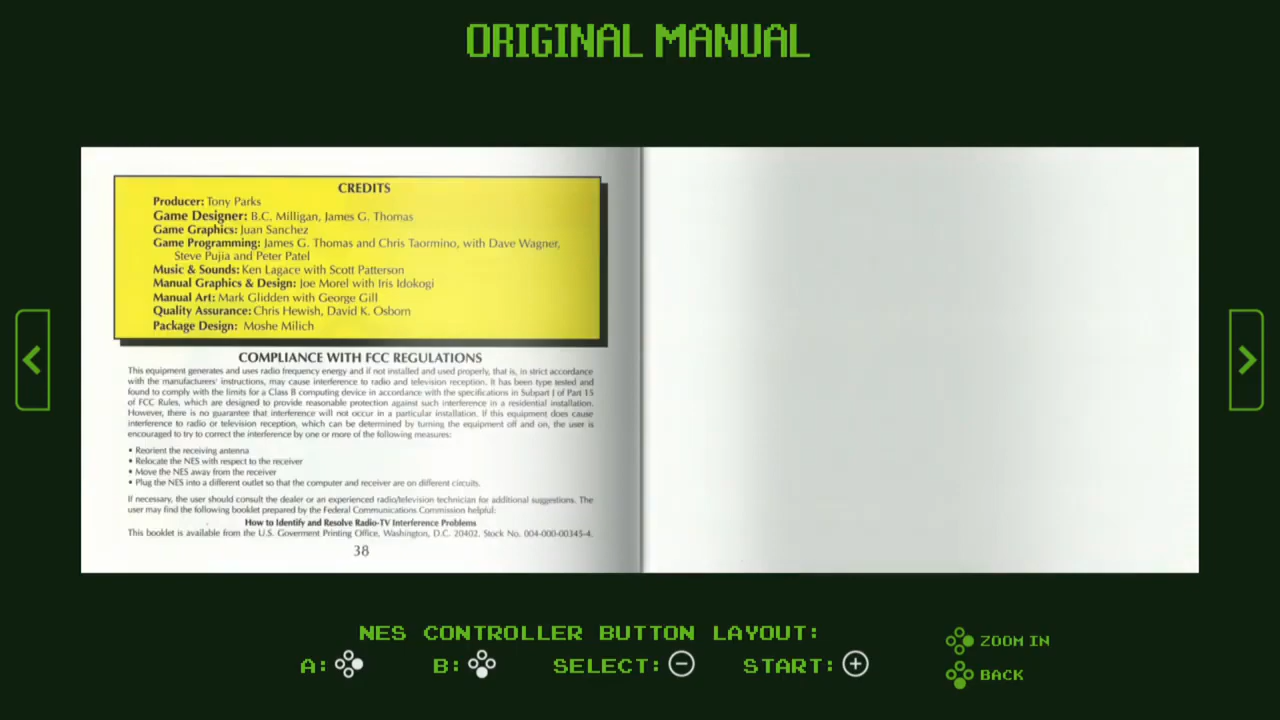 ORIGINAL MANUAL
CREDITS
Producer: Tony Parks
Game Designer: B.C. Milligan, James G. Thomas
Game Graphics: Juan Sanchez
Game Programming: James G. Thomas and Chris Taormino, with Dave Wagner,
Steve Pujia and Peter Patel
Music & Sounds: Ken Lagace with Scott Patterson
Manual Graphics & Design: Joe Morel with Iris Idokogi
Manual Art: Mark Glidden with George Gill
Quality Assurance: Chris Hewish, David K. Osborn
Package Design: Moshe Milich
COMPLIANCE WITH FCC REGULATIONS
This equipment generates and uses radio frequency energy and if not installed and used properly, that is, in strict accordance
with the manufacturers' instructions, may cause interference to radio and television reception. It has been type tested and
found to comply with the limits for a Class B computing device in accordance with the specifications in Subpart J of Part 15
of FCC Rules, which are designed to provide reasonable protection against such interference in a residential installation.
However, there is no guarantee that interference will not occur in a particular installation. If this equipment does cause
interference to radio or television reception, which can be determined by turning the equipment off and on, the user is
encouraged to try to correct the interference by one or more of the following measures:
• Reorient the receiving antenna
• Relocate the NES with respect to the receiver
• Move the NES away from the receiver
• Plug the NES into a different outlet so that the computer and receiver are on different circuits.
If necessary, the user should consult the dealer or an experienced radio/television technician for additional suggestions. The
user may find the following booklet prepared by the Federal Communications Commission helpful:
How to Identify and Resolve Radio-TV Interference Problems
This booklet is available from the U.S. Goverment Printing Office, Washington, D.C. 20402. Stock No. 004-000-00345-4.
38
NES CONTROLLER BUTTON LAYOUT:
A: B: SELECT: START:
ZOOM IN
BACK